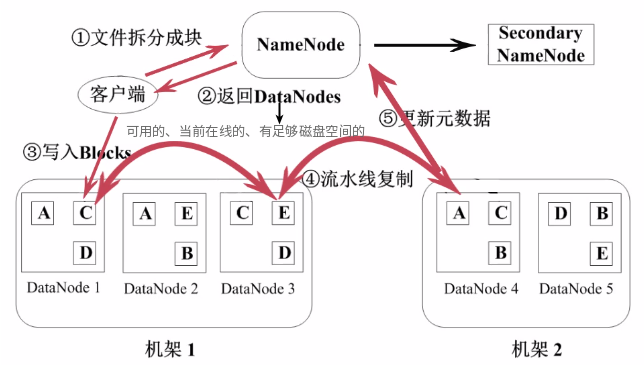 ①文件拆分成块
NameNode
Secondary
NameNode
客户端
②返回DataNodes
可用的、当前在线的、有足够磁盘空间的
⑤更新元数据
③写入Blocks
④流水线复制
A C
D
DataNode 1
A E
B
DataNode 2
C E
D
DataNode 3
A C
B
DataNode 4
D B
E
DataNode 5
机架 1
机架 2